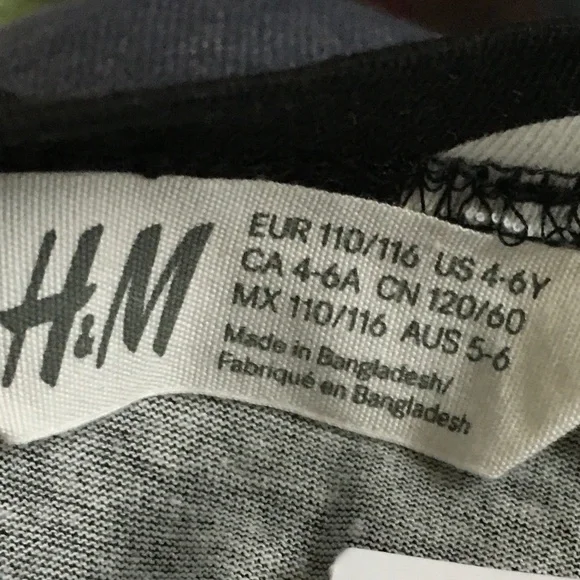 H&M
EUR 110/116 US 4-6Y
CA 4-6A CN 120/60
MX 110/116 AUS 5-6
Made in Bangladesh/
Fabriqué en Bangladesh